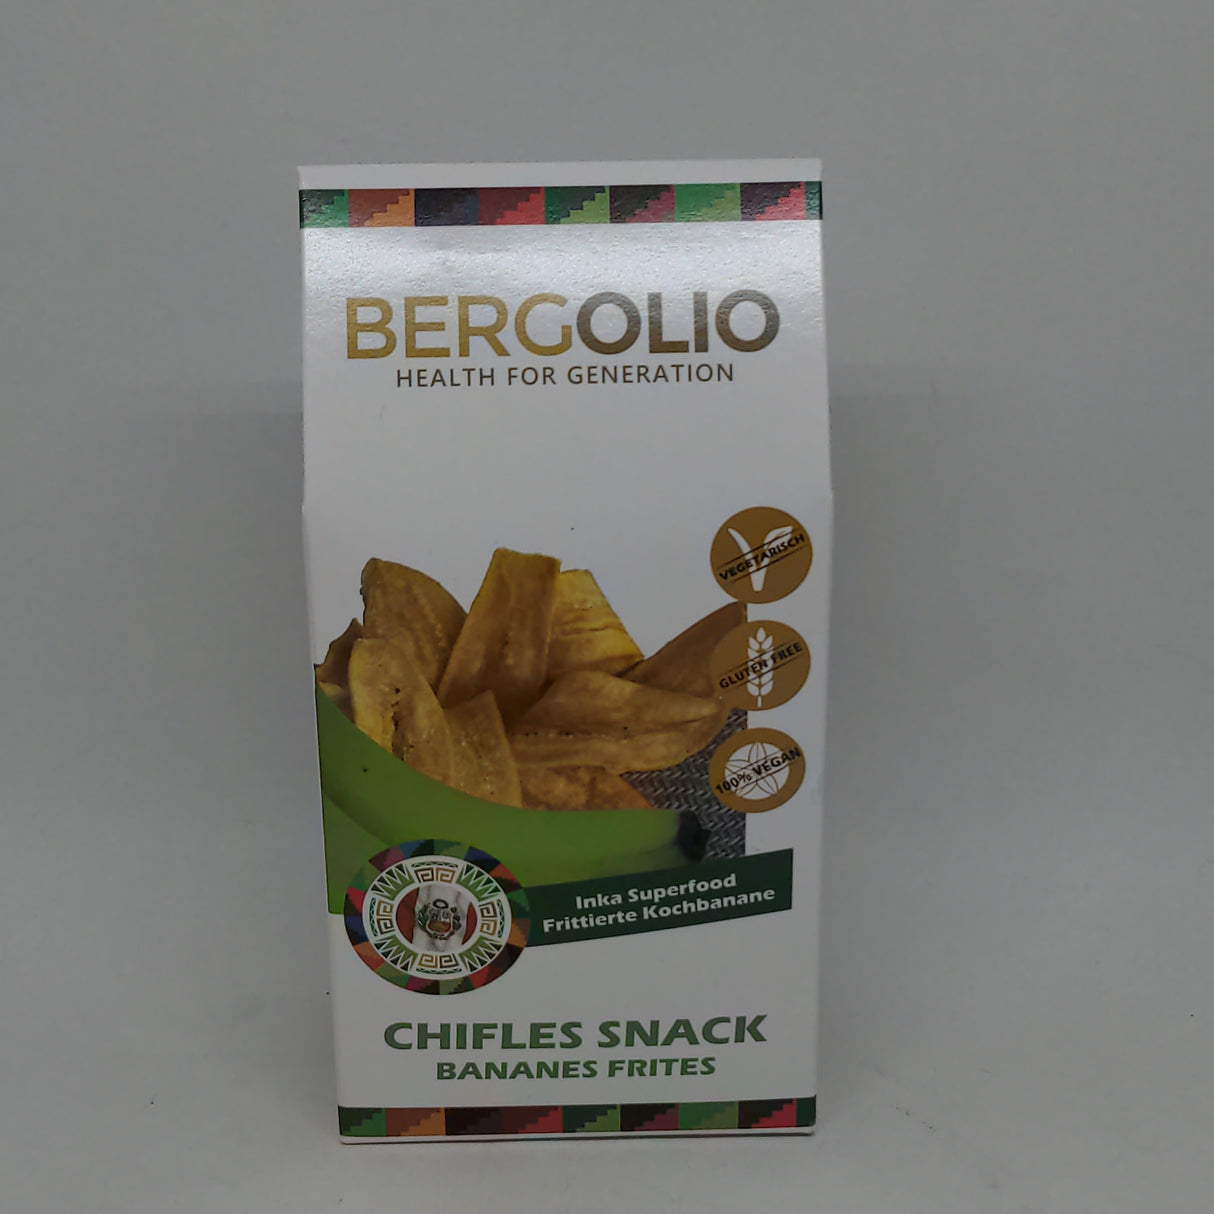 BERGOLIO
HEALTH FOR GENERATION
VEGETARISCH
GLUTEN FREE
100% VEGAN
Inka Superfood
Frittierte Kochbanane
CHIFLES SNACK
BANANES FRITES